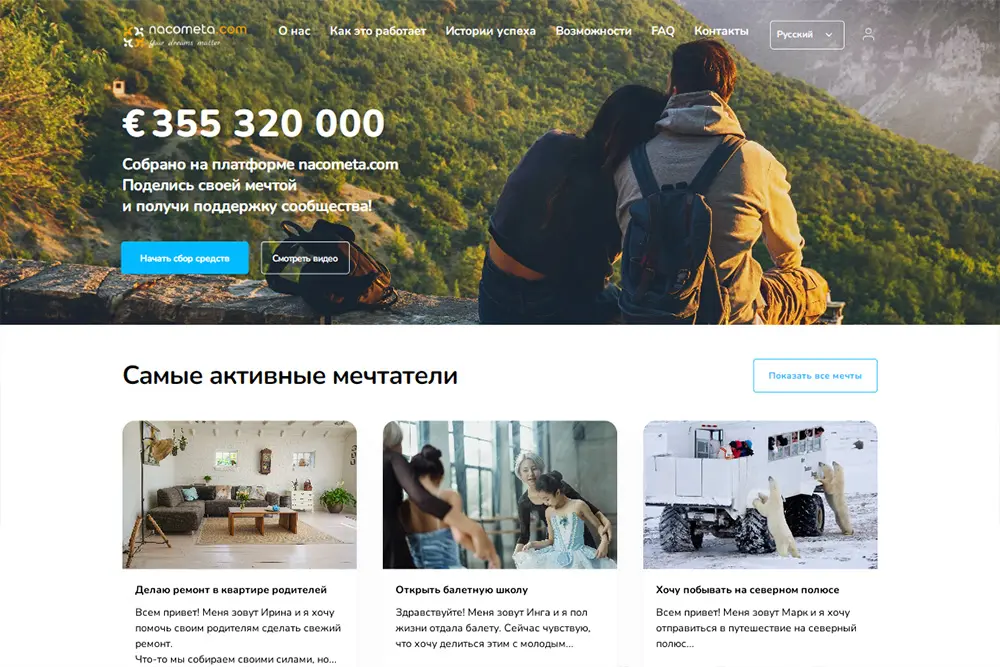 nacometa.com
Your dreams matter
О нас
Как это работает
Истории успеха
Возможности
FAQ
Контакты
Русский
€ 355 320 000
Собрано на платформе nacometa.com
Поделись своей мечтой
и получи поддержку сообщества!
Начать сбор средств
Смотреть видео
Самые активные мечтатели
Показать все мечты
Делаю ремонт в квартире родителей
Всем привет! Меня зовут Ирина и я хочу
помочь своим родителям сделать свежий
ремонт.
Что-то мы собираем своими силами, но...
Открыть балетную школу
Здравствуйте! Меня зовут Инга и я пол
жизни отдала балету. Сейчас чувствую,
что хочу делиться этим с молодым...
Хочу побывать на северном полюсе
Всем привет! Меня зовут Марк и я хочу
отправиться в путешествие на северный
полюс...